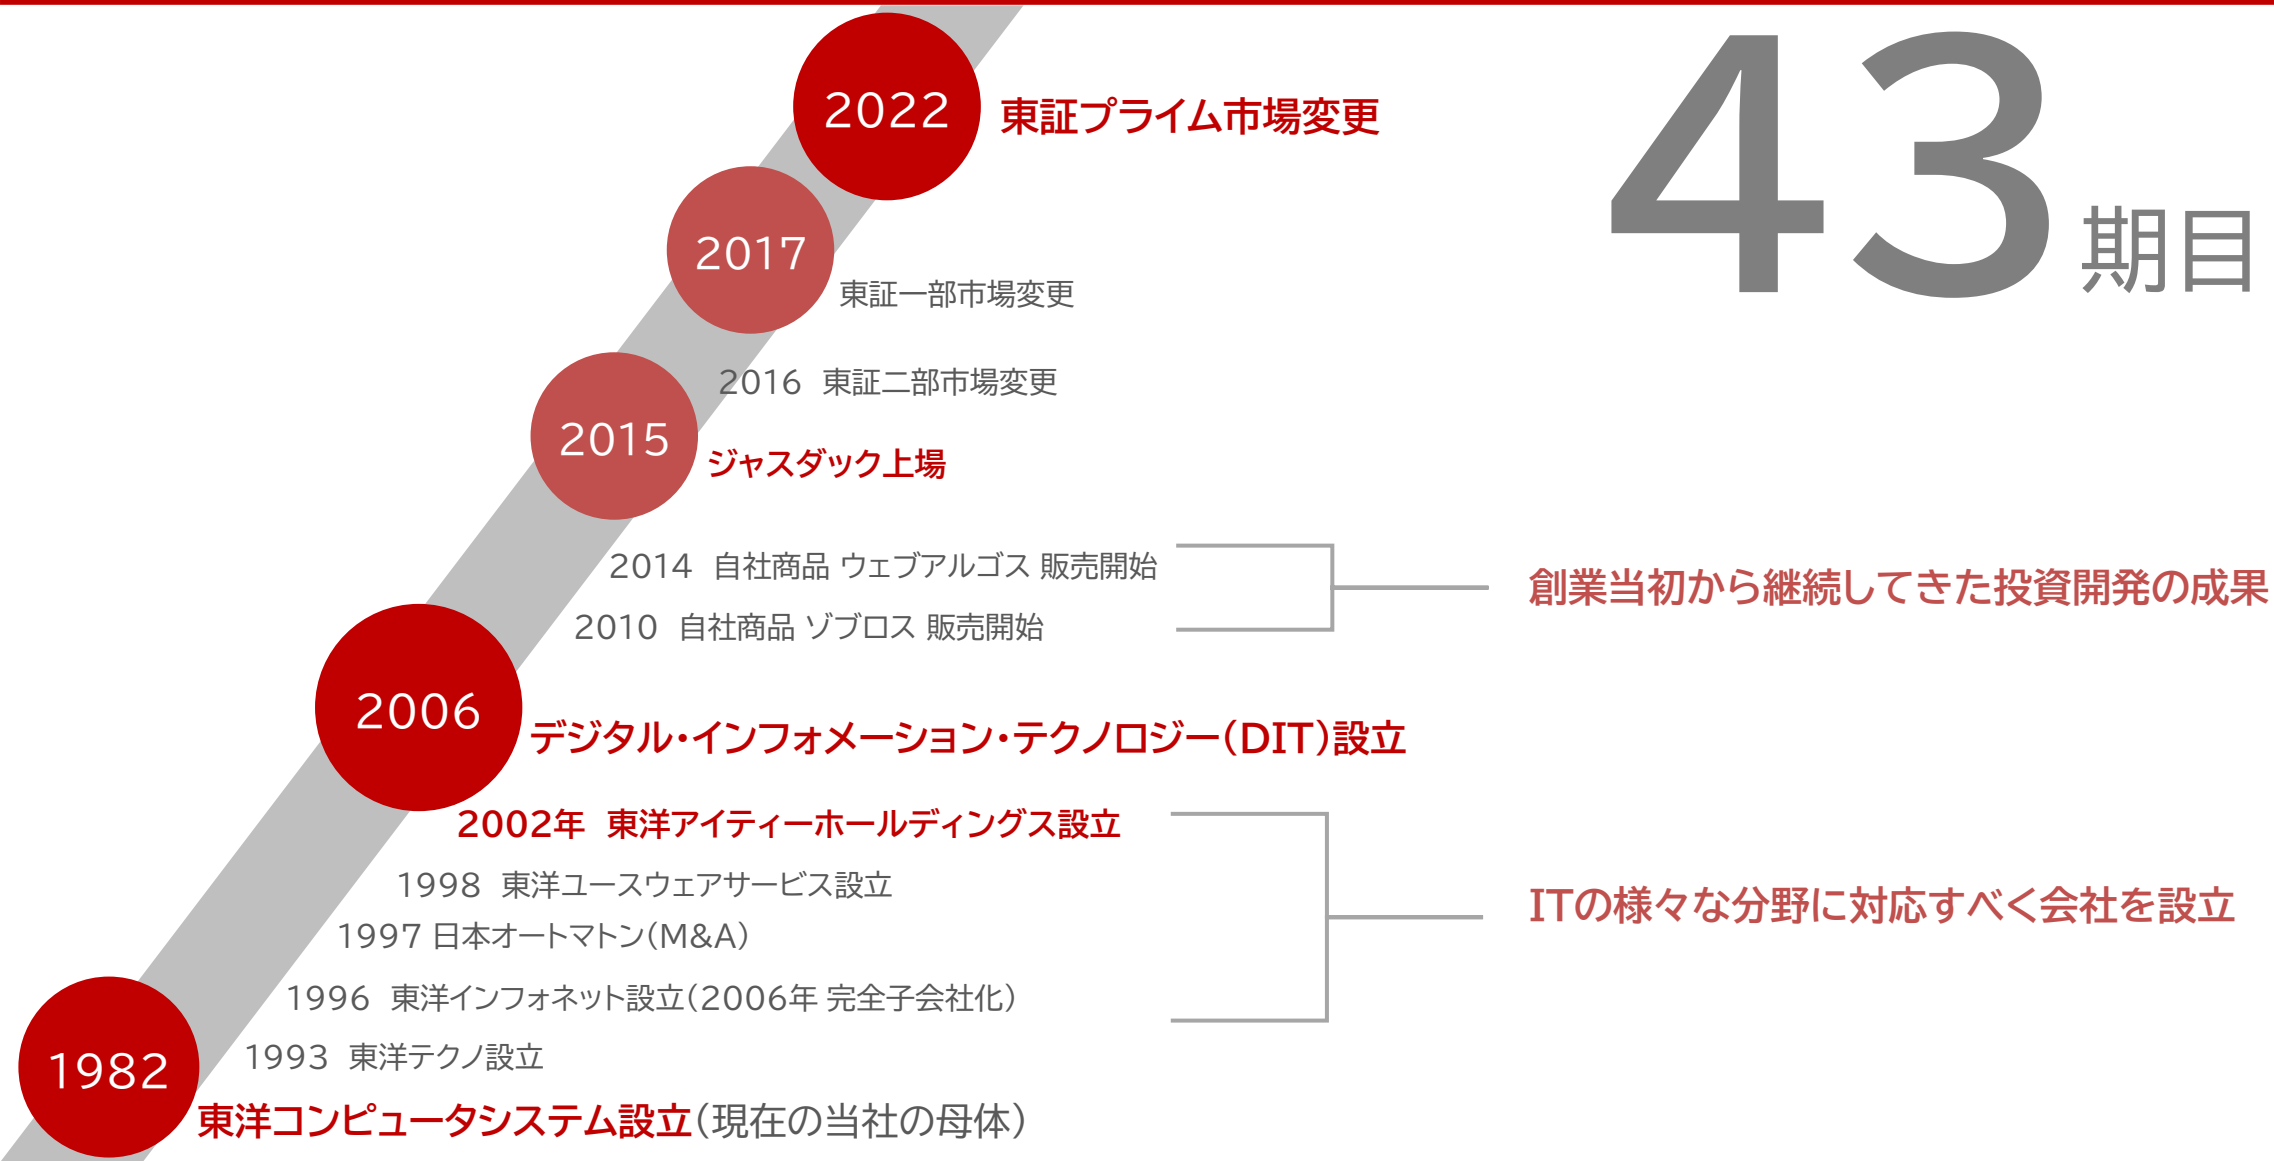 43期目
2022 東証プライム市場変更
2017 東証一部市場変更
2016 東証二部市場変更
2015 ジャスダック上場
2014 自社商品 ウェブアルゴス 販売開始
2010 自社商品 ゾブロス 販売開始
創業当初から継続してきた投資開発の成果
2006 デジタル・インフォメーション・テクノロジー(DIT)設立
2002年 東洋アイティーホールディングス設立
1998 東洋ユースウェアサービス設立
1997 日本オートマトン(M&A)
1996 東洋インフォネット設立(2006年 完全子会社化)
ITの様々な分野に対応すべく会社を設立
1993 東洋テクノ設立
1982 東洋コンピュータシステム設立(現在の当社の母体)